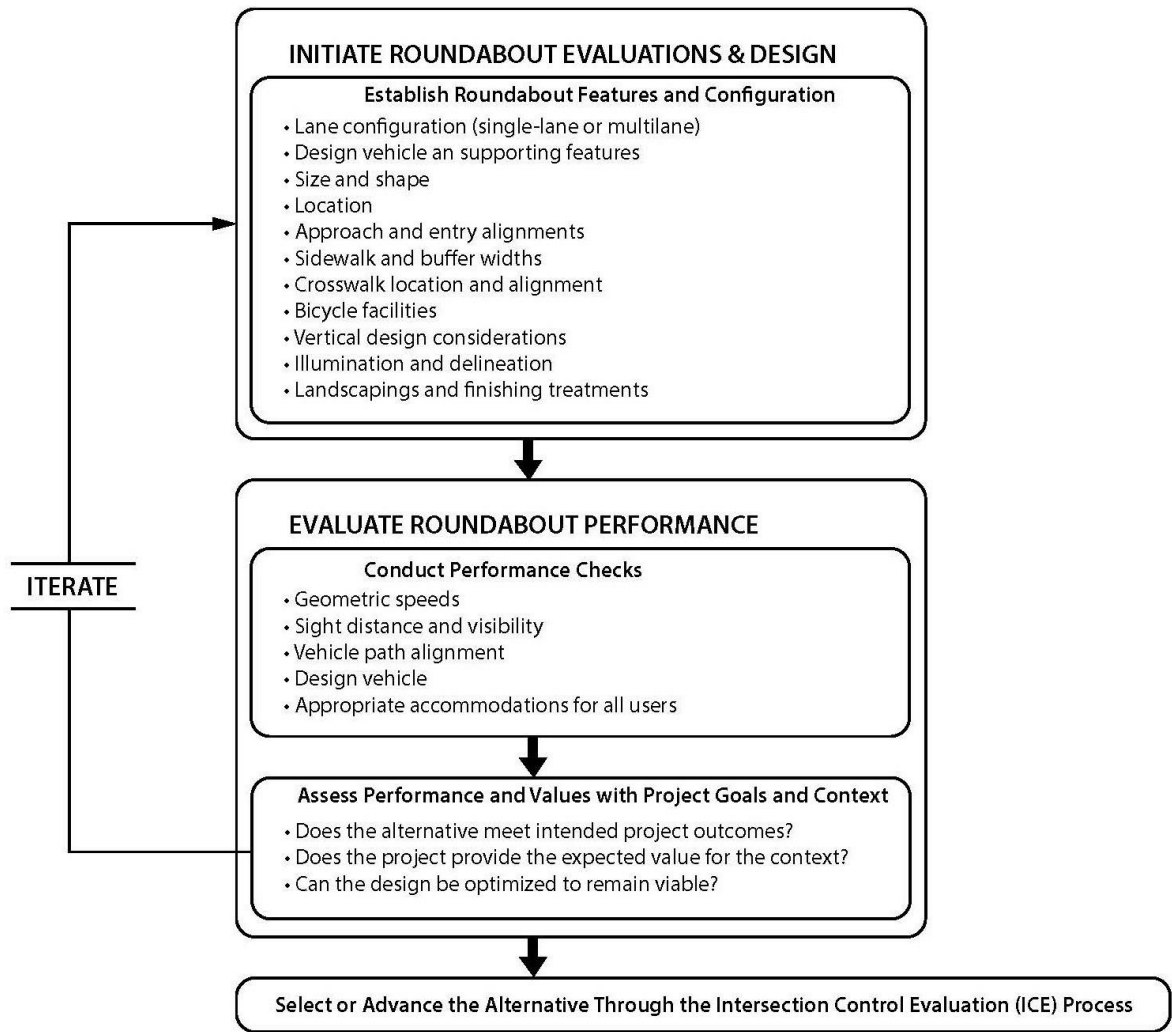 INITIATE ROUNDABOUT EVALUATIONS & DESIGN
Establish Roundabout Features and Configuration
• Lane configuration (single-lane or multilane)
• Design vehicle an supporting features
• Size and shape
• Location
• Approach and entry alignments
• Sidewalk and buffer widths
• Crosswalk location and alignment
• Bicycle facilities
• Vertical design considerations
• Illumination and delineation
• Landscapings and finishing treatments
EVALUATE ROUNDABOUT PERFORMANCE
Conduct Performance Checks
• Geometric speeds
• Sight distance and visibility
• Vehicle path alignment
• Design vehicle
• Appropriate accommodations for all users
ITERATE
Assess Performance and Values with Project Goals and Context
• Does the alternative meet intended project outcomes?
• Does the project provide the expected value for the context?
• Can the design be optimized to remain viable?
Select or Advance the Alternative Through the Intersection Control Evaluation (ICE) Process